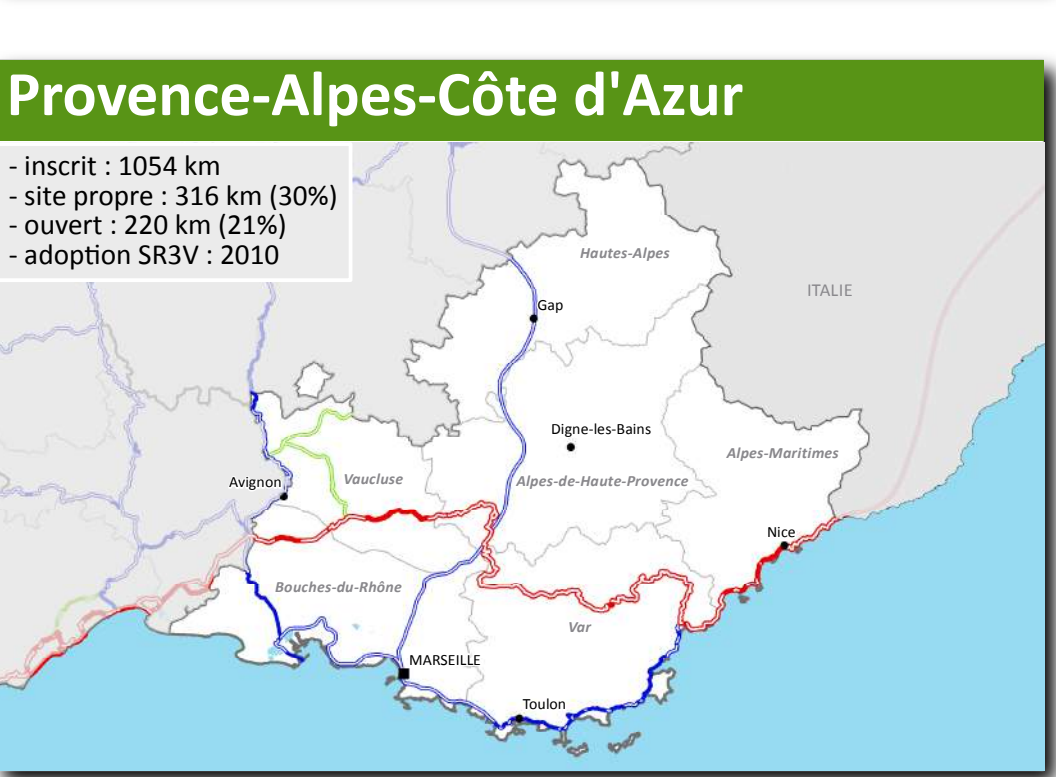 Provence-Alpes-Côte d'Azur
- inscrit : 1054 km
- site propre : 316 km (30%)
- ouvert : 220 km (21%)
- adoption SR3V : 2010
Hautes-Alpes
ITALIE
Gap
Digne-les-Bains
Alpes-Maritimes
Avignon
Vaucluse
Alpes-de-Haute-Provence
Nice
Bouches-du-Rhône
Var
MARSEILLE
Toulon